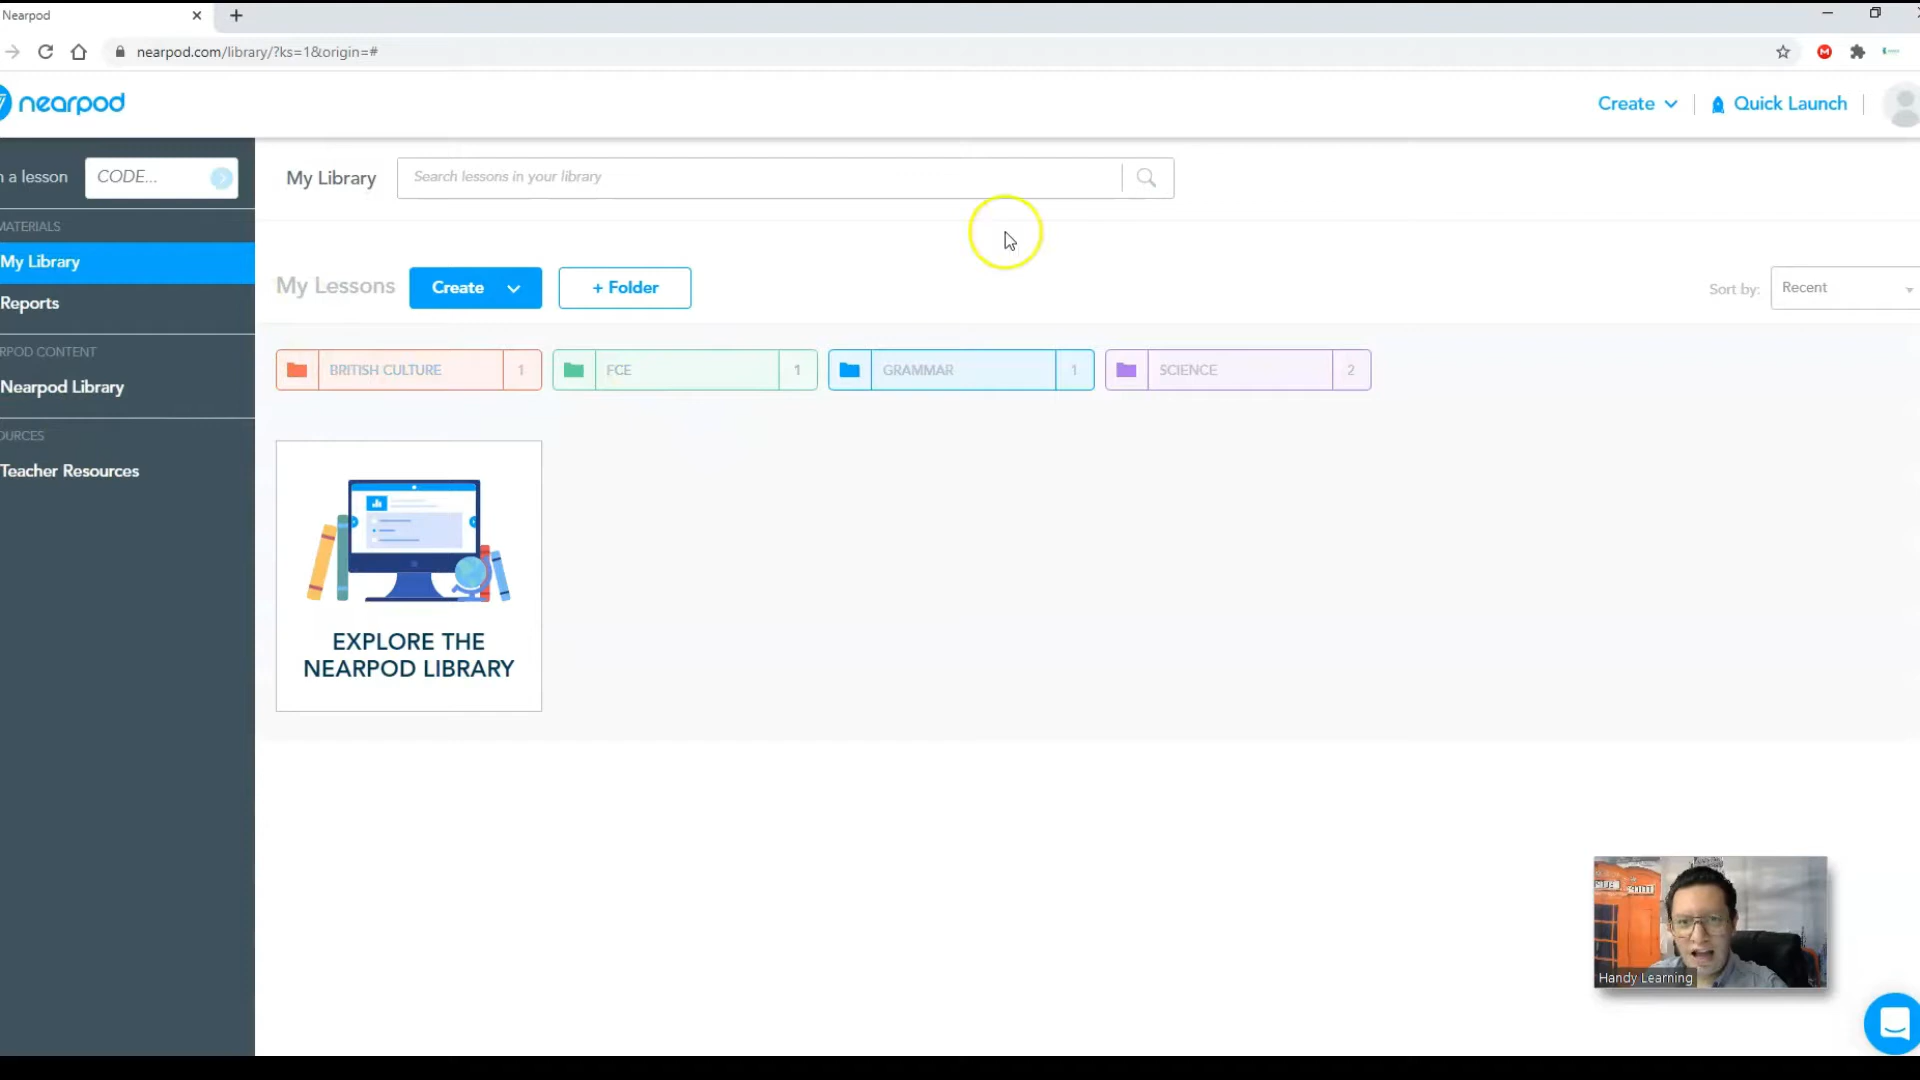 Nearpod
nearpod.com/library/?ks=1&origin=#
nearpod
Create
Quick Launch
n a lesson
CODE...
My Library
Search lessons in your library
MATERIALS
My Library
Reports
RPOD CONTENT
Nearpod Library
OURCES
Teacher Resources
My Lessons
Create
+ Folder
Sort by:
Recent
BRITISH CULTURE 1
FCE 1
GRAMMAR 1
SCIENCE 2
EXPLORE THE
NEARPOD LIBRARY
Handy Learning